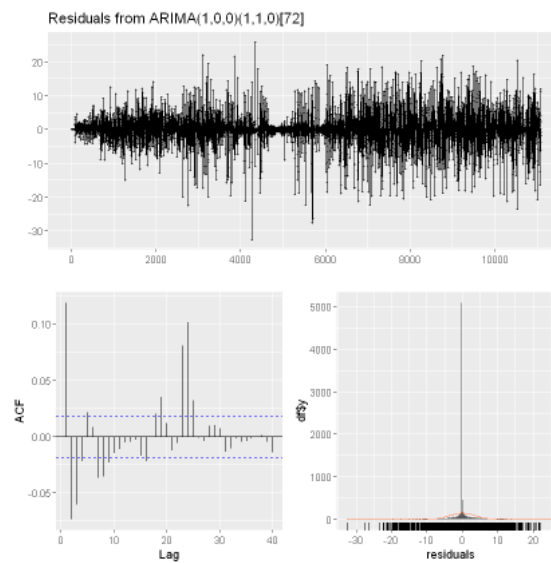 Residuals from ARIMA(1,0,0)(1,1,0)[72]
20
10
0
-10
-20
-30
0 2000 4000 6000 8000 10000
0.10
0.05
0.00
-0.05
ACF
0 10 20 30 40
Lag
5000
4000
3000
2000
1000
0
df$y
-30 -20 -10 0 10 20
residuals